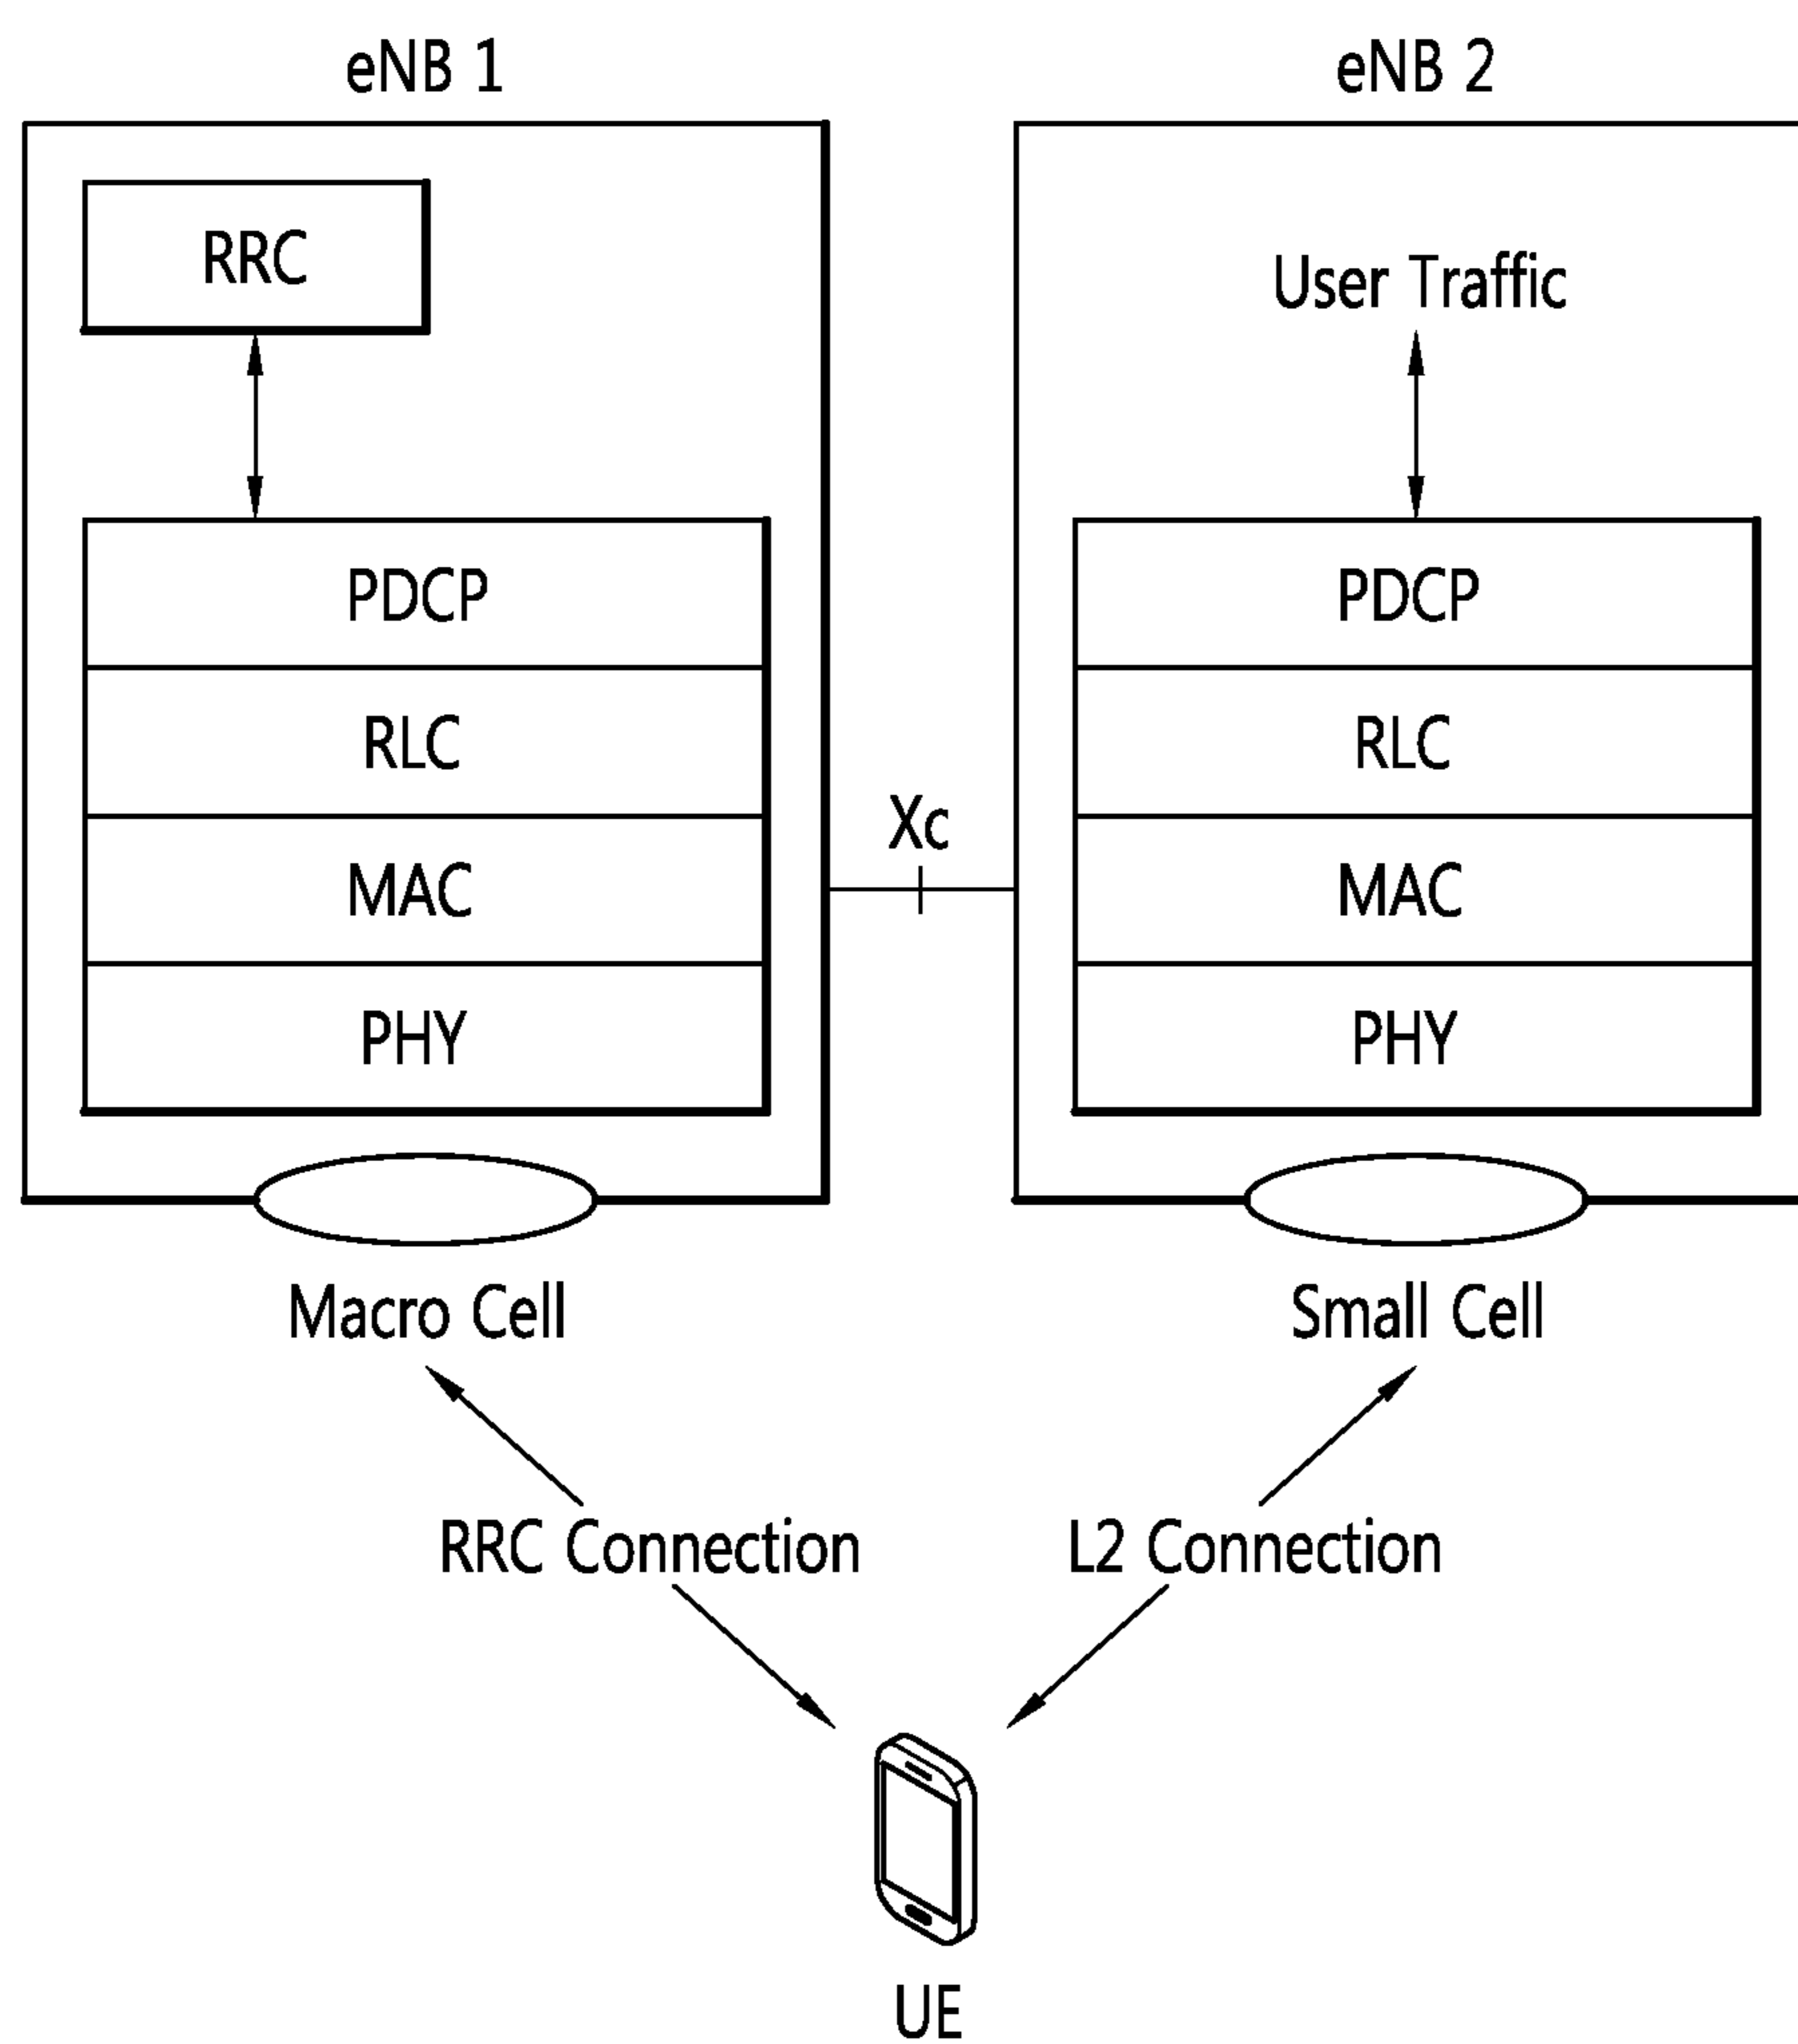 eNB 1
eNB 2
RRC
User Traffic
PDCP
PDCP
RLC
RLC
Xc
MAC
MAC
PHY
PHY
Macro Cell
Small Cell
RRC Connection
L2 Connection
UE